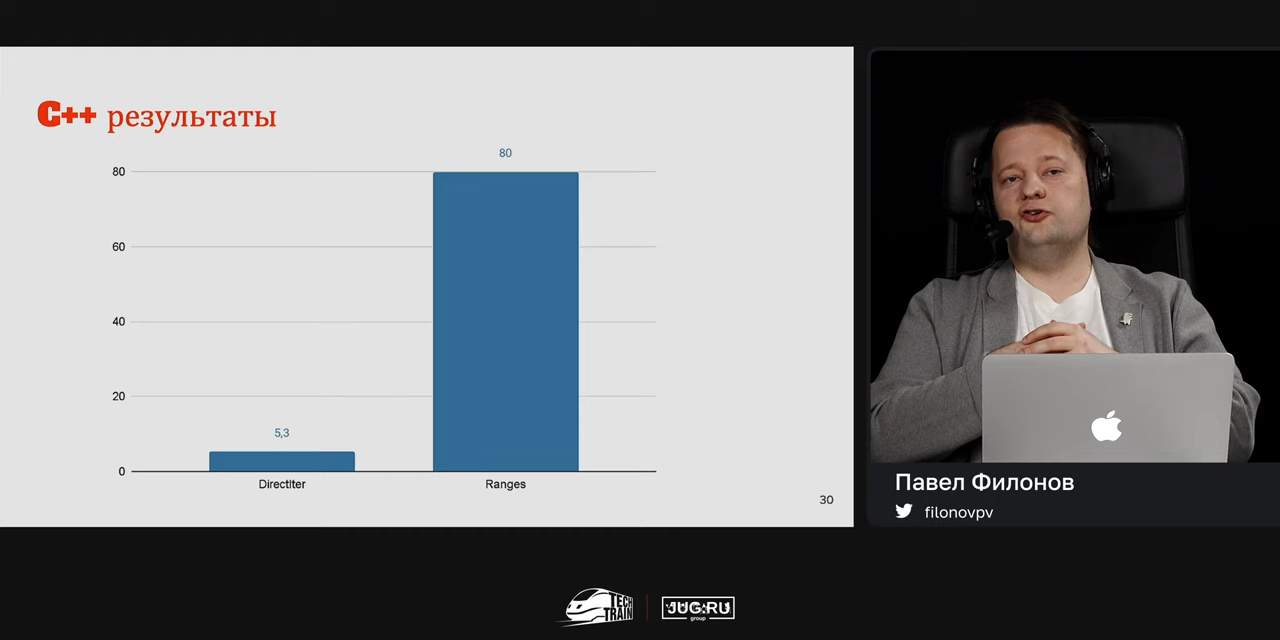 C++ результаты
80
80
60
40
20
5,3
0
DirectIter
Ranges
30
Павел Филонов
filonovpv
TECH
TRAIN
JUG.RU
group